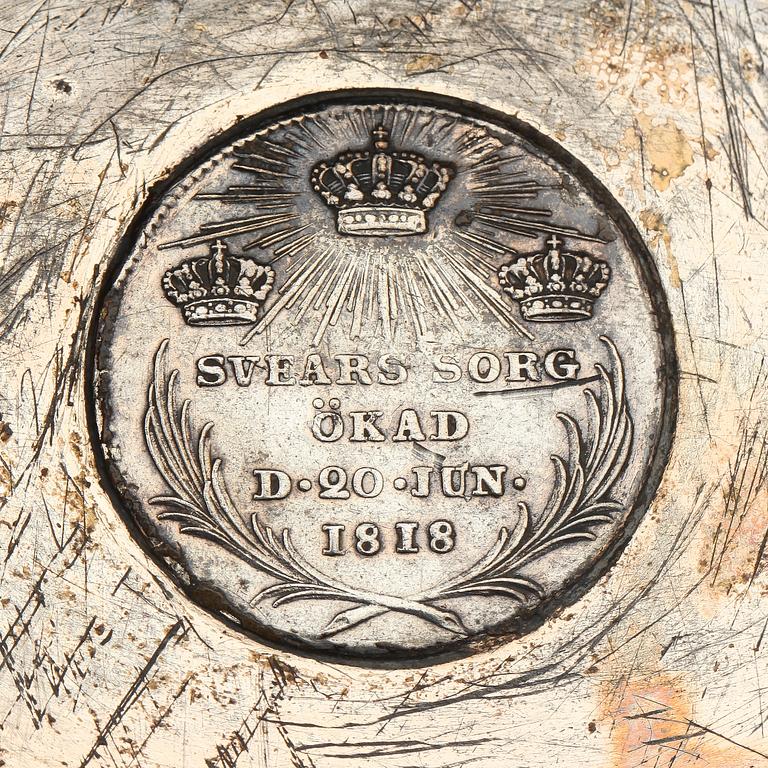 SVEARS SORG
ÖKAD
D·20·JUN·
1818